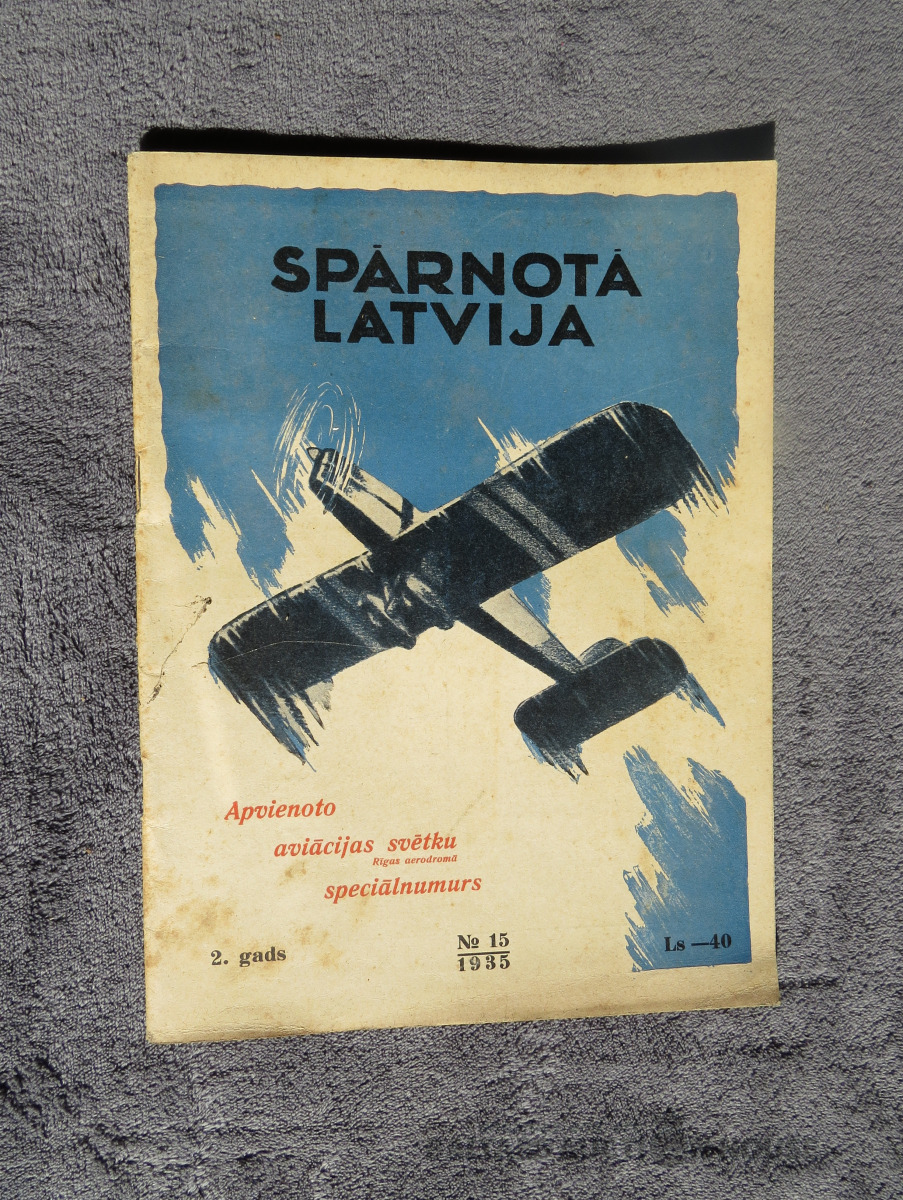 SPĀRNOTĀ
LATVIJA
Apvienoto
aviācijas svētku
Rīgas aerodromā
speciālnumurs
2. gads
№ 15
1935
Ls —40